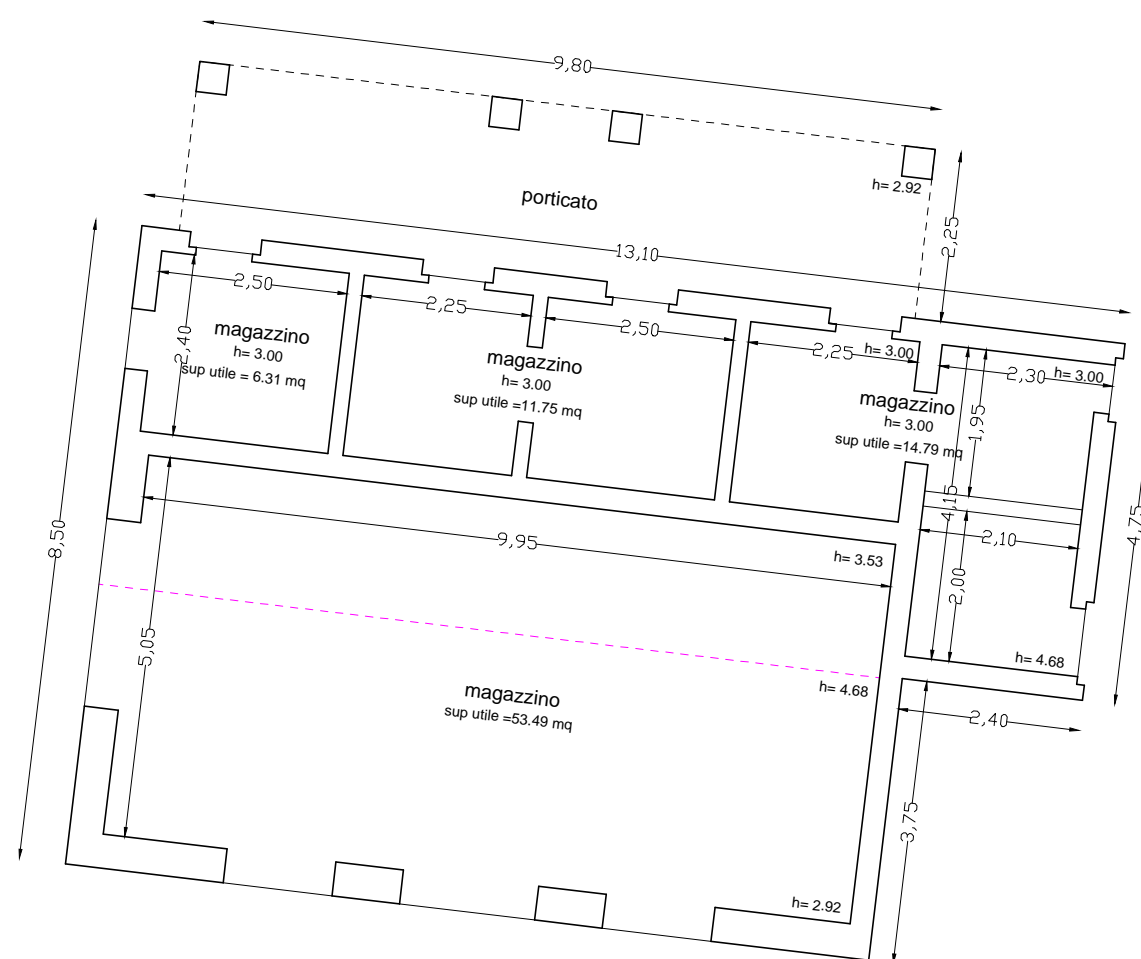 9,80
h= 2.92
porticato
2,25
13,10
2,50
2,25
2,50
2,25
h= 3.00
2,30
h= 3.00
magazzino
h= 3.00
sup utile = 6.31 mq
2,40
magazzino
h= 3.00
sup utile =11.75 mq
magazzino
h= 3.00
sup utile =14.79 mq
1,95
4,15
4,75
8,50
9,95
h= 3.53
2,10
2,00
5,05
h= 4.68
h= 4.68
magazzino
sup utile =53.49 mq
2,40
3,75
h= 2.92